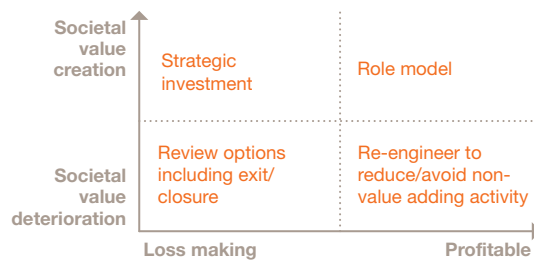 Societal
value
creation
Strategic
investment
Role model
Societal
value
deterioration
Review options
including exit/
closure
Re-engineer to
reduce/avoid non-
value adding activity
Loss making
Profitable